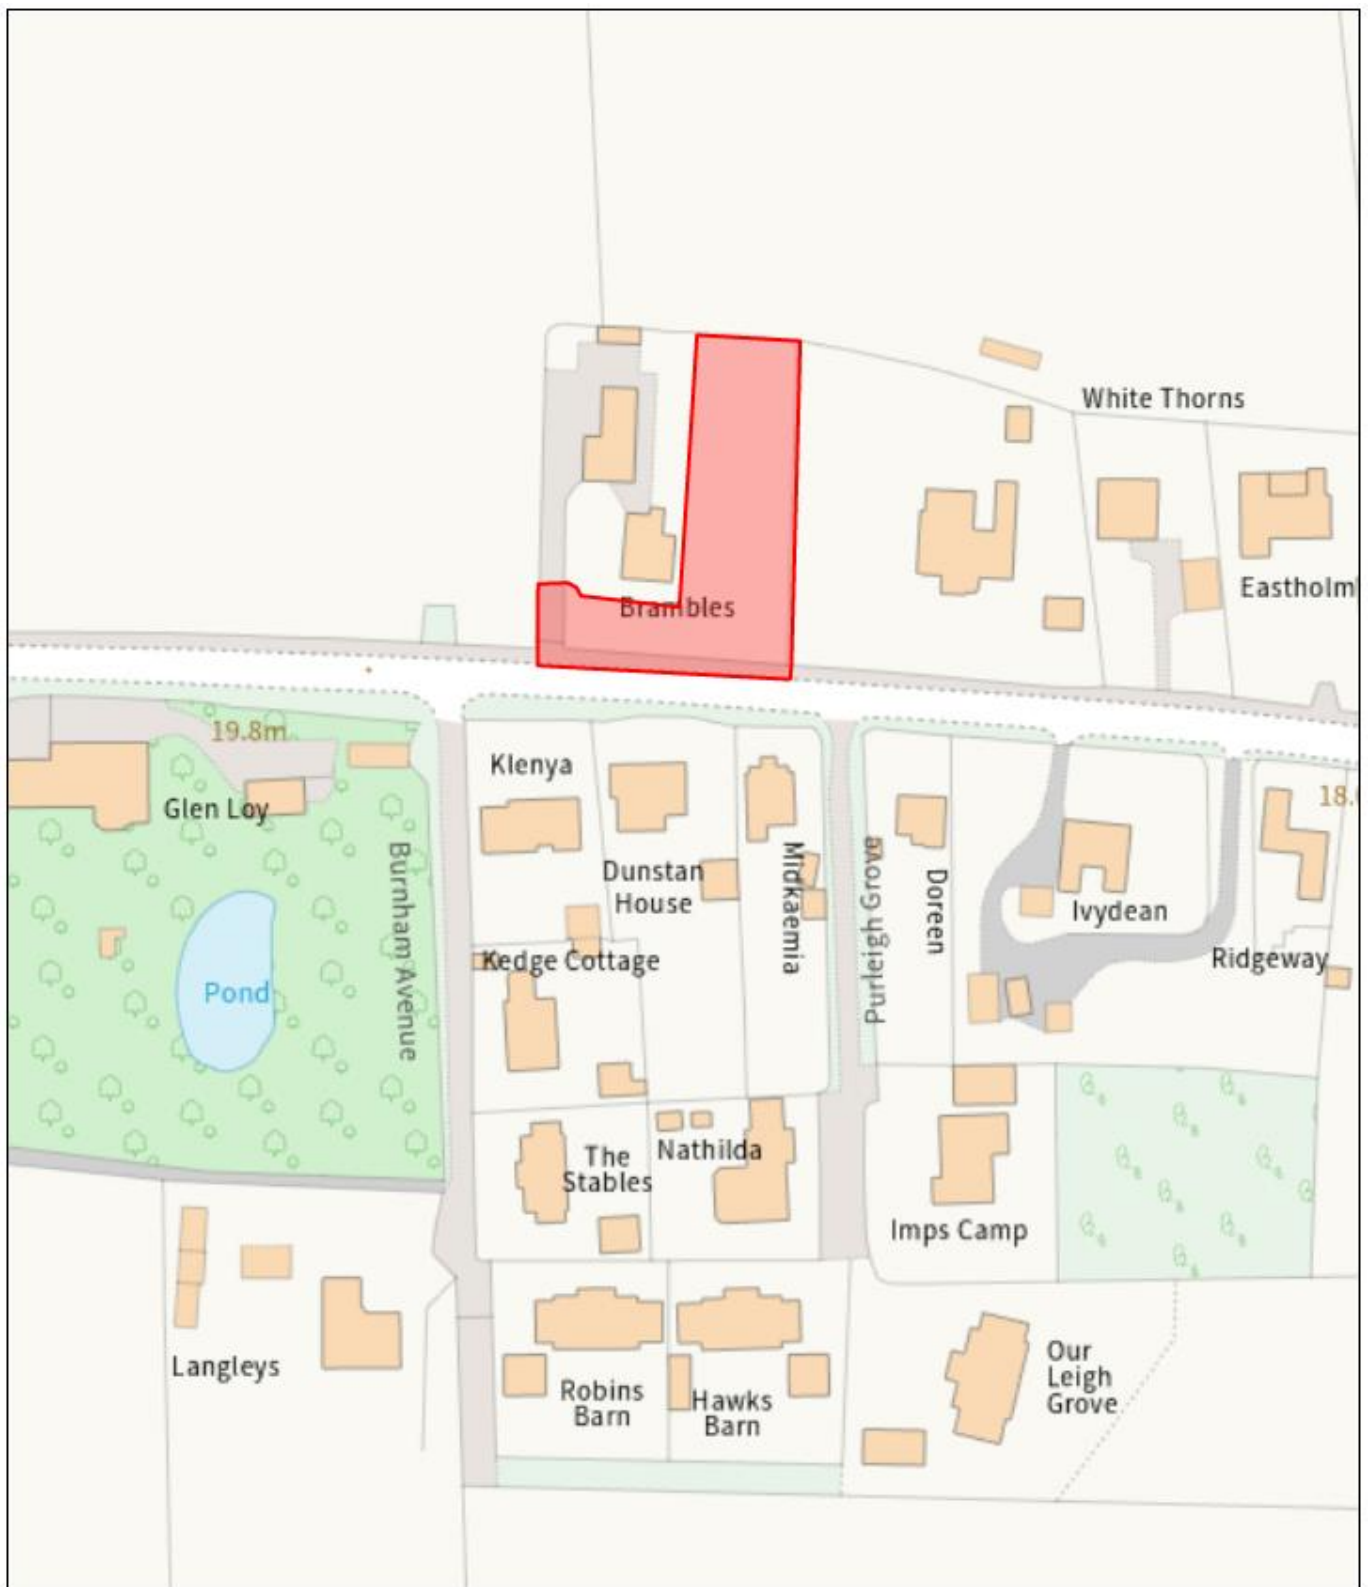 White Thorns
Eastholm
Brambles
19.8m
Klenya
Glen Loy
18.
Burnham Avenue
Dunstan
House
Midkaemia
Purleigh Grove
Doreen
Ivydean
Kedge Cottage
Ridgeway
Pond
The
Stables
Nathilda
Imps Camp
Langleys
Robins
Barn
Hawks
Barn
Our
Leigh
Grove